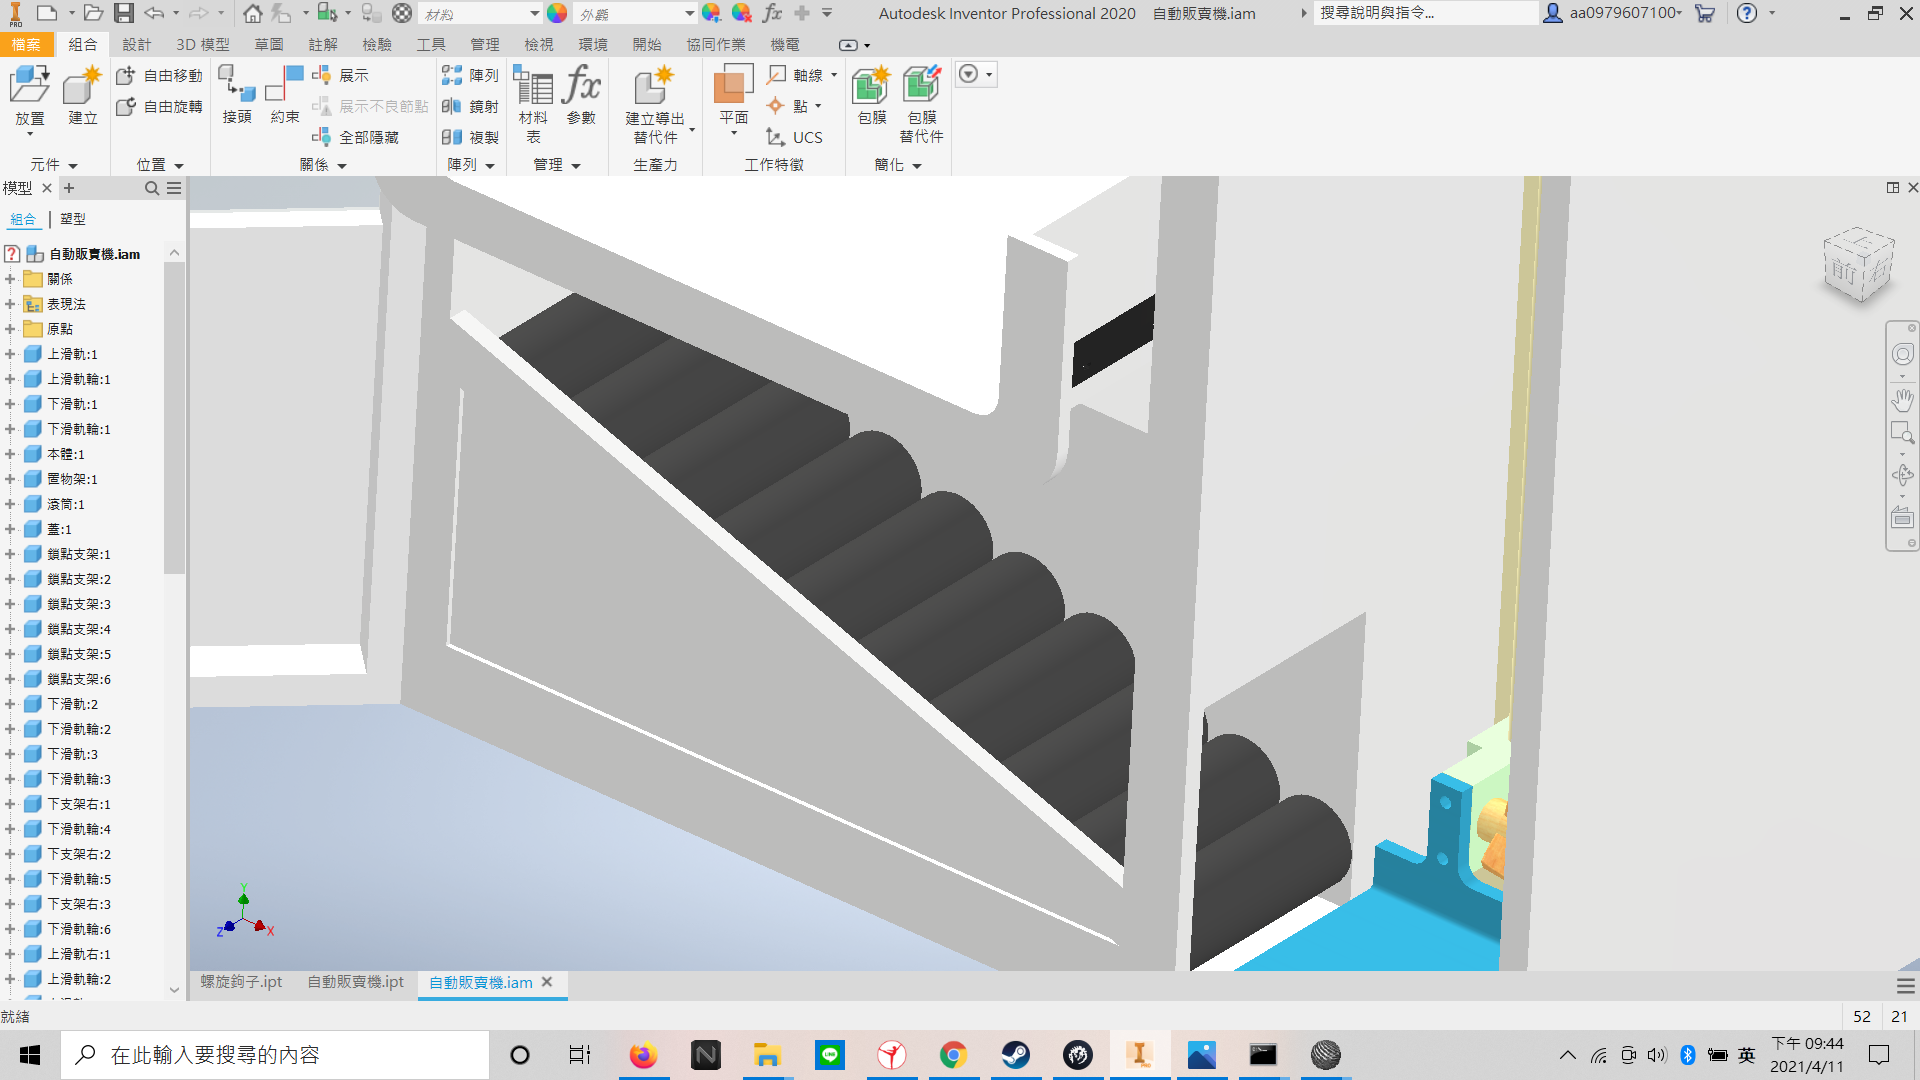 PRO
材料
外觀
Autodesk Inventor Professional 2020 自動販賣機.iam
搜尋說明與指令...
aa0979607100
檔案 組合 設計 3D 模型 草圖 註解 檢驗 工具 管理 檢視 環境 開始 協同作業 機電
放置
建立
自由移動
自由旋轉
接頭
約束
展示
展示不良節點
全部隱藏
陣列
鏡射
複製
材料表
參數
建立導出
替代件
平面
軸線
點
UCS
包膜
包膜
替代件
元件 位置 關係 陣列 管理 生產力 工作特徵 簡化
模型
組合 | 塑型
自動販賣機.iam
關係
表現法
原點
上滑軌:1
上滑軌輪:1
下滑軌:1
下滑軌輪:1
本體:1
置物架:1
滾筒:1
蓋:1
鎖點支架:1
鎖點支架:2
鎖點支架:3
鎖點支架:4
鎖點支架:5
鎖點支架:6
下滑軌:2
下滑軌輪:2
下滑軌:3
下滑軌輪:3
下支架右:1
下滑軌輪:4
下支架右:2
下滑軌輪:5
下支架右:3
下滑軌輪:6
上滑軌右:1
上滑軌輪:2
Y
Z
X
螺旋鉤子.ipt 自動販賣機.ipt 自動販賣機.iam
就緒
52 21
在此輸入要搜尋的內容
LINE
英
下午 09:44
2021/4/11